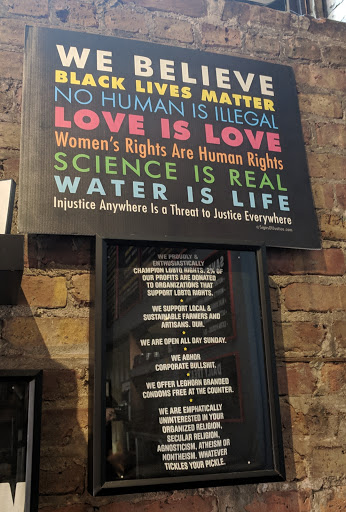 WE BELIEVE
BLACK LIVES MATTER
NO HUMAN IS ILLEGAL
LOVE IS LOVE
Women's Rights Are Human Rights
SCIENCE IS REAL
WATER IS LIFE
Injustice Anywhere Is a Threat to Justice Everywhere
WE PROUDLY &
ENTHUSIASTICALLY
CHAMPION LGBTQ RIGHTS. 2% OF
OUR PROFITS ARE DONATED
TO ORGANIZATIONS THAT
SUPPORT LGBTQ RIGHTS.
WE SUPPORT LOCAL &
SUSTAINABLE FARMERS AND
ARTISANS. DUH.
WE ARE OPEN ALL DAY SUNDAY.
WE ABHOR
CORPORATE BULLSHIT.
WE OFFER LEGHORN BRANDED
CONDOMS FREE AT THE COUNTER.
WE ARE EMPHATICALLY
UNINTERESTED IN YOUR
ORGANIZED RELIGION,
SECULAR RELIGION,
AGNOSTICISM, ATHEISM OR
NONTHEISM. WHATEVER
TICKLES YOUR PICKLE.